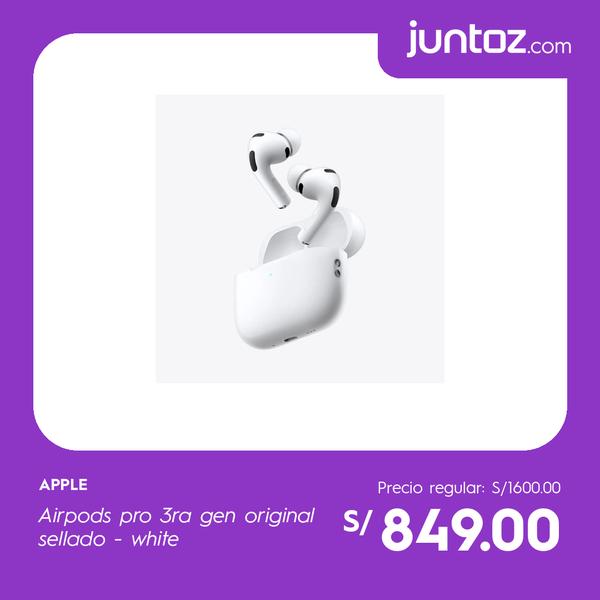 juntoz.com
APPLE
Airpods pro 3ra gen original
sellado - white
Precio regular: S/1600.00
S/ 849.00